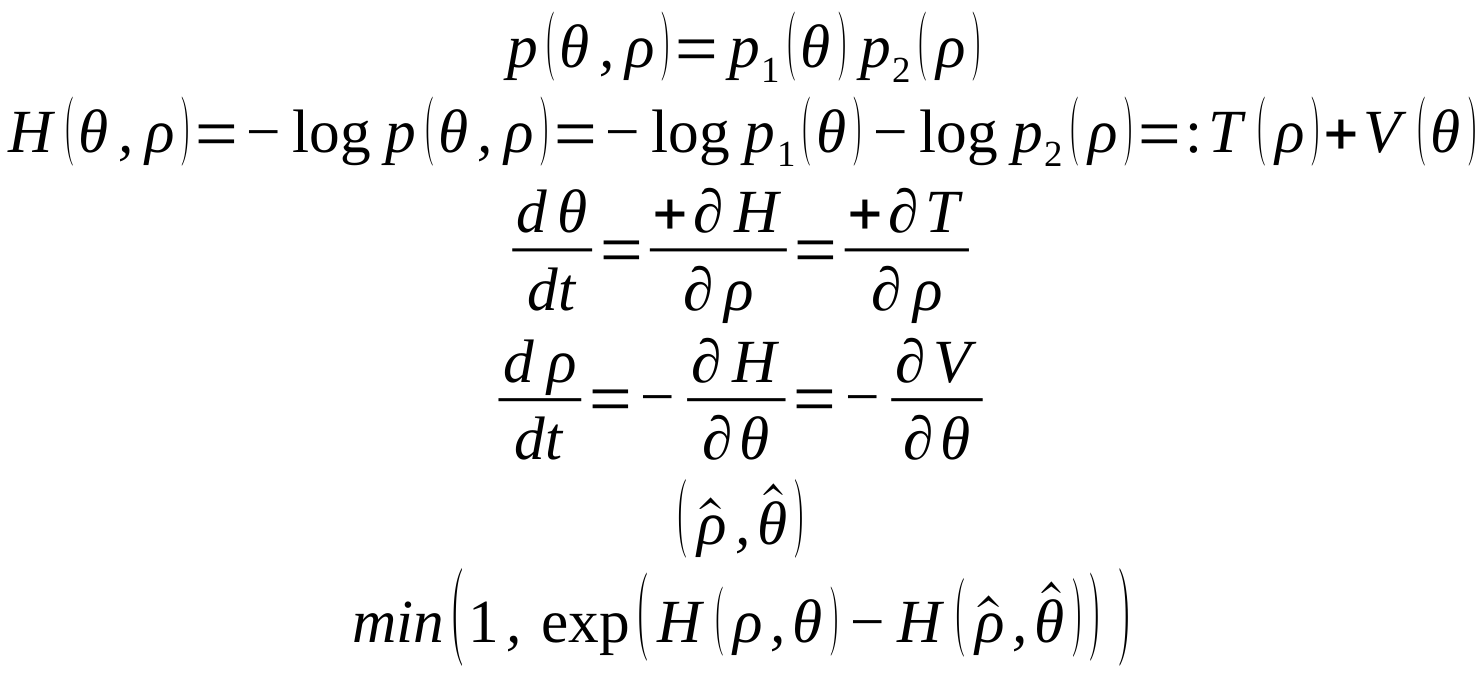 p(θ,ρ)=p₁(θ)p₂(ρ)
H(θ,ρ)=−log p(θ,ρ)=−log p₁(θ)−log p₂(ρ)=:T(ρ)+V(θ)
dθ/dt=+∂H/∂ρ=+∂T/∂ρ
dρ/dt=−∂H/∂θ=−∂V/∂θ
(ρ̂,θ̂)
min(1, exp(H(ρ,θ)−H(ρ̂,θ̂)))